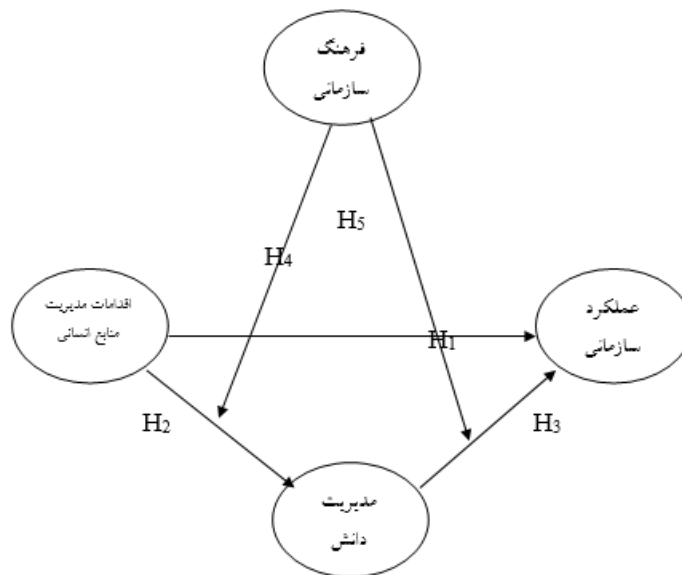 فرهنگ
سازمانی
H5
H4
اقدامات مدیریت
منابع انسانی
عملکرد
سازمانی
H1
H2
H3
مدیریت
دانش